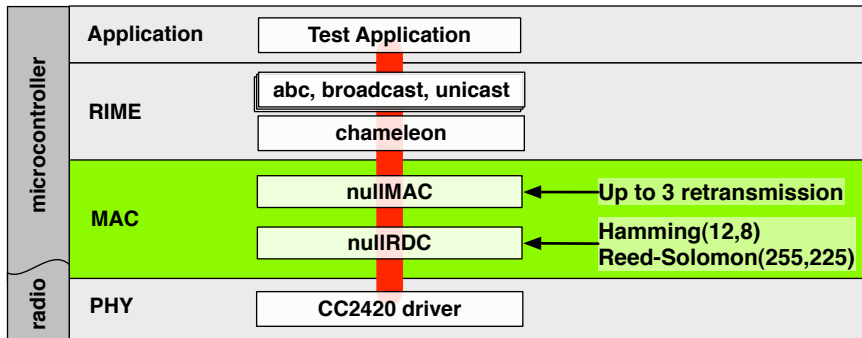 microcontroller
radio
Application
Test Application
RIME
abc, broadcast, unicast
chameleon
MAC
nullMAC
Up to 3 retransmission
nullRDC
Hamming(12,8)
Reed-Solomon(255,225)
PHY
CC2420 driver